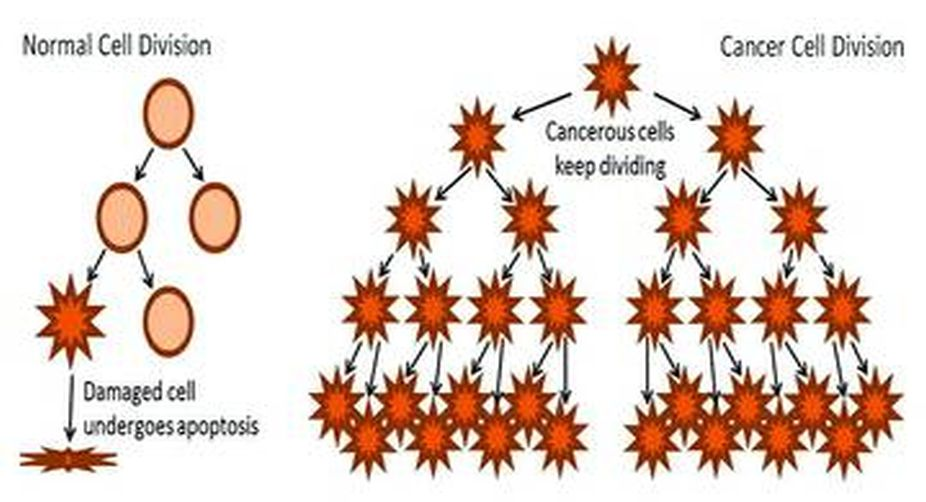 Normal Cell Division
Cancer Cell Division
Cancerous cells
keep dividing
Damaged cell
undergoes apoptosis